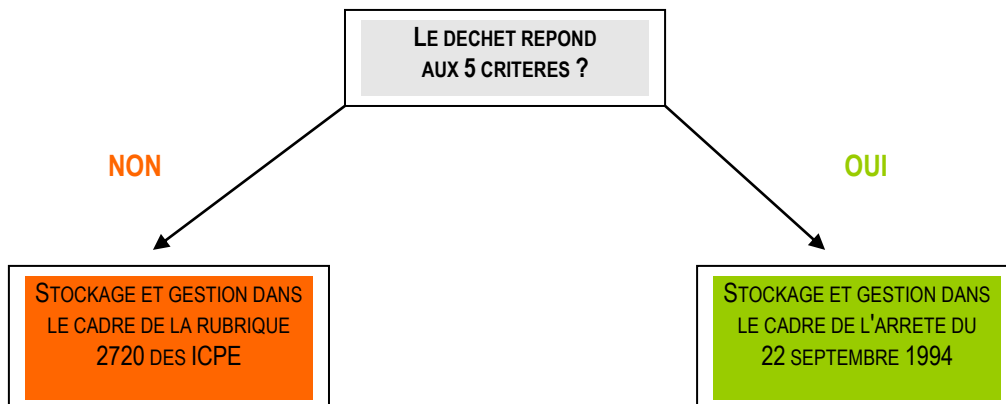 LE DECHET REPOND
AUX 5 CRITERES ?
NON
OUI
STOCKAGE ET GESTION DANS
LE CADRE DE LA RUBRIQUE
2720 DES ICPE
STOCKAGE ET GESTION DANS
LE CADRE DE L'ARRETE DU
22 SEPTEMBRE 1994